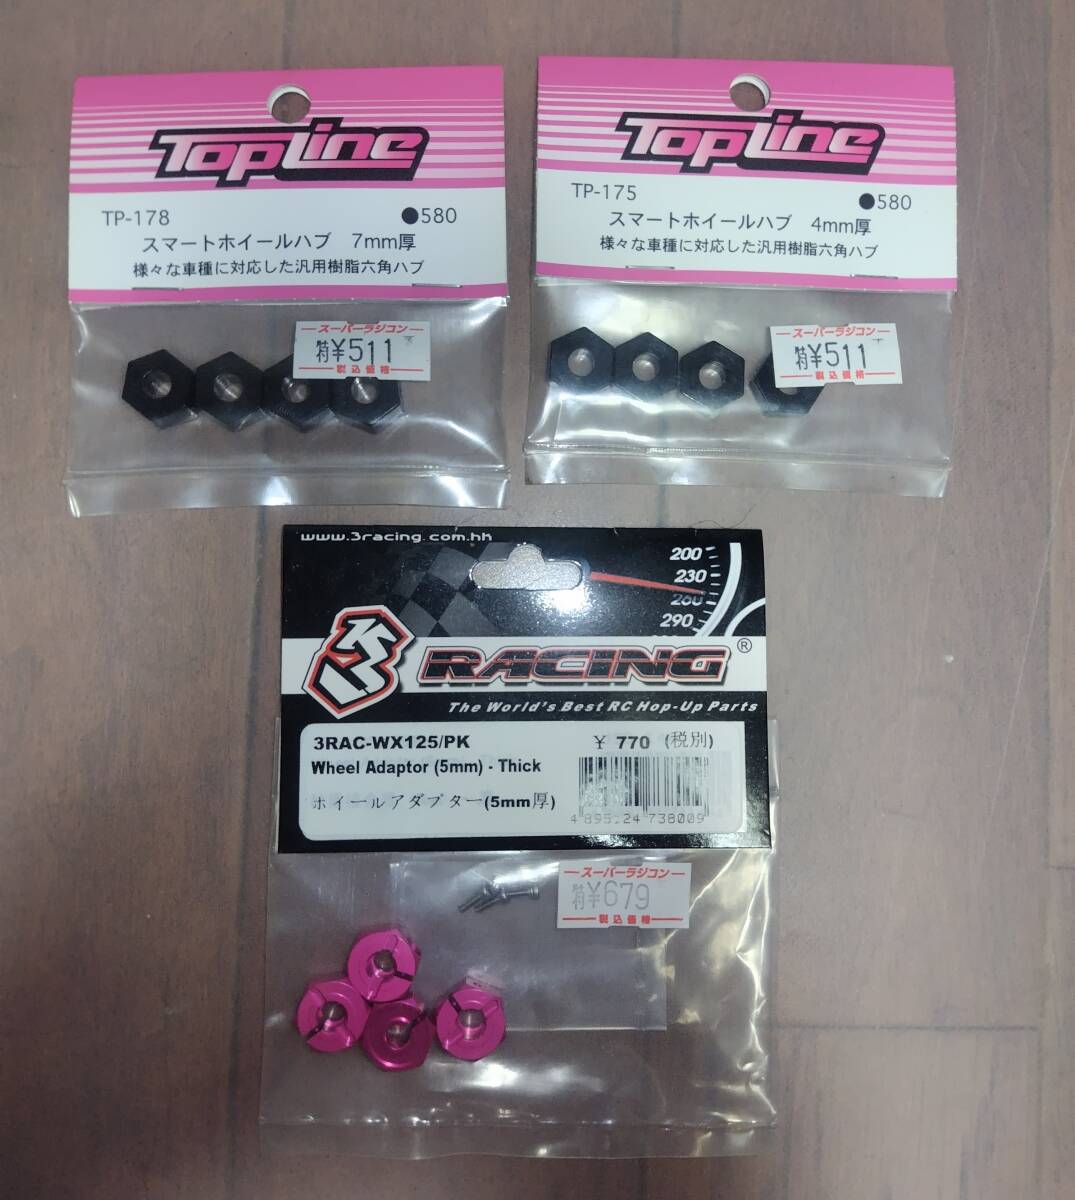 TopLine
TP-178 ●580
スマートホイールハブ 7mm厚
様々な車種に対応した汎用樹脂六角ハブ
スーパーラジコン
特¥511
税込価格
TopLine
TP-175 ●580
スマートホイールハブ 4mm厚
様々な車種に対応した汎用樹脂六角ハブ
スーパーラジコン
特¥511
税込価格
www.3racing.com.hk
200
230
260
290
3 RACING®
The World's Best RC Hop-Up Parts
3RAC-WX125/PK ¥ 770 (税別)
Wheel Adaptor (5mm) - Thick
ホイールアダプター(5mm厚)
4 895124 738009
スーパーラジコン
特¥679
税込価格